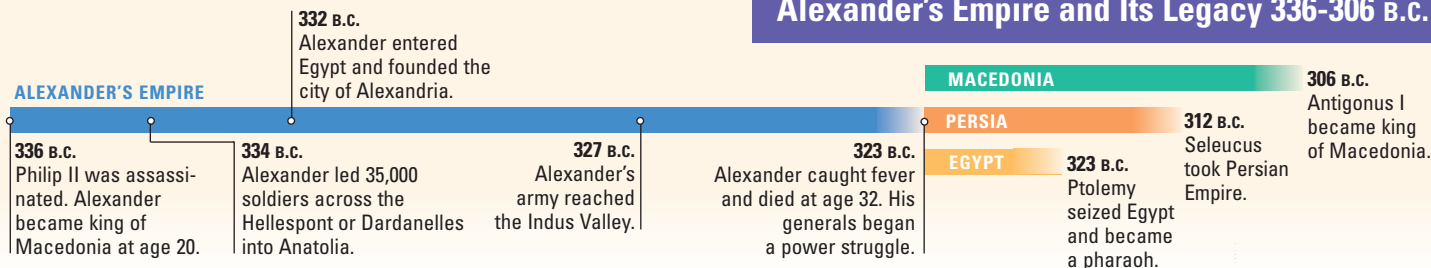 Alexander's Empire and Its Legacy 336-306 B.C.
ALEXANDER'S EMPIRE
336 B.C.
Philip II was assassi-
nated. Alexander
became king of
Macedonia at age 20.
334 B.C.
Alexander led 35,000
soldiers across the
Hellespont or Dardanelles
into Anatolia.
332 B.C.
Alexander entered
Egypt and founded the
city of Alexandria.
327 B.C.
Alexander's
army reached
the Indus Valley.
323 B.C.
Alexander caught fever
and died at age 32. His
generals began
a power struggle.
MACEDONIA
306 B.C.
Antigonus I
became king
of Macedonia.
PERSIA
312 B.C.
Seleucus
took Persian
Empire.
EGYPT
323 B.C.
Ptolemy
seized Egypt
and became
a pharaoh.